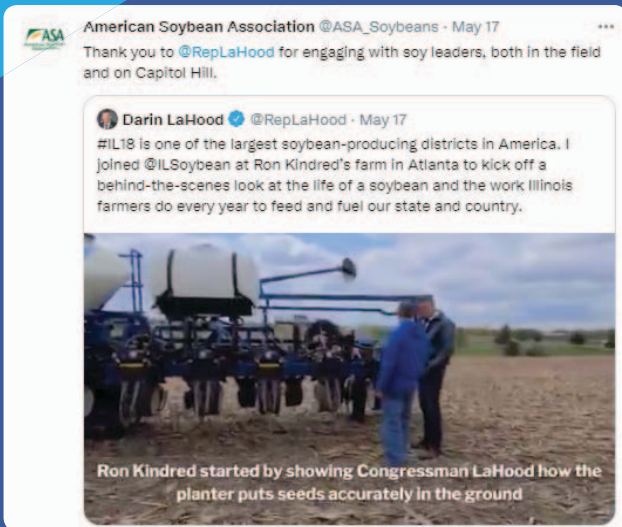 American Soybean Association @ASA_Soybeans · May 17 ...
ASA
Thank you to @RepLaHood for engaging with soy leaders, both in the field
and on Capitol Hill.
Darin LaHood @RepLaHood · May 17
#IL18 is one of the largest soybean-producing districts in America. I
joined @ILSoybean at Ron Kindred's farm in Atlanta to kick off a
behind-the-scenes look at the life of a soybean and the work Illinois
farmers do every year to feed and fuel our state and country.
Ron Kindred started by showing Congressman LaHood how the
planter puts seeds accurately in the ground